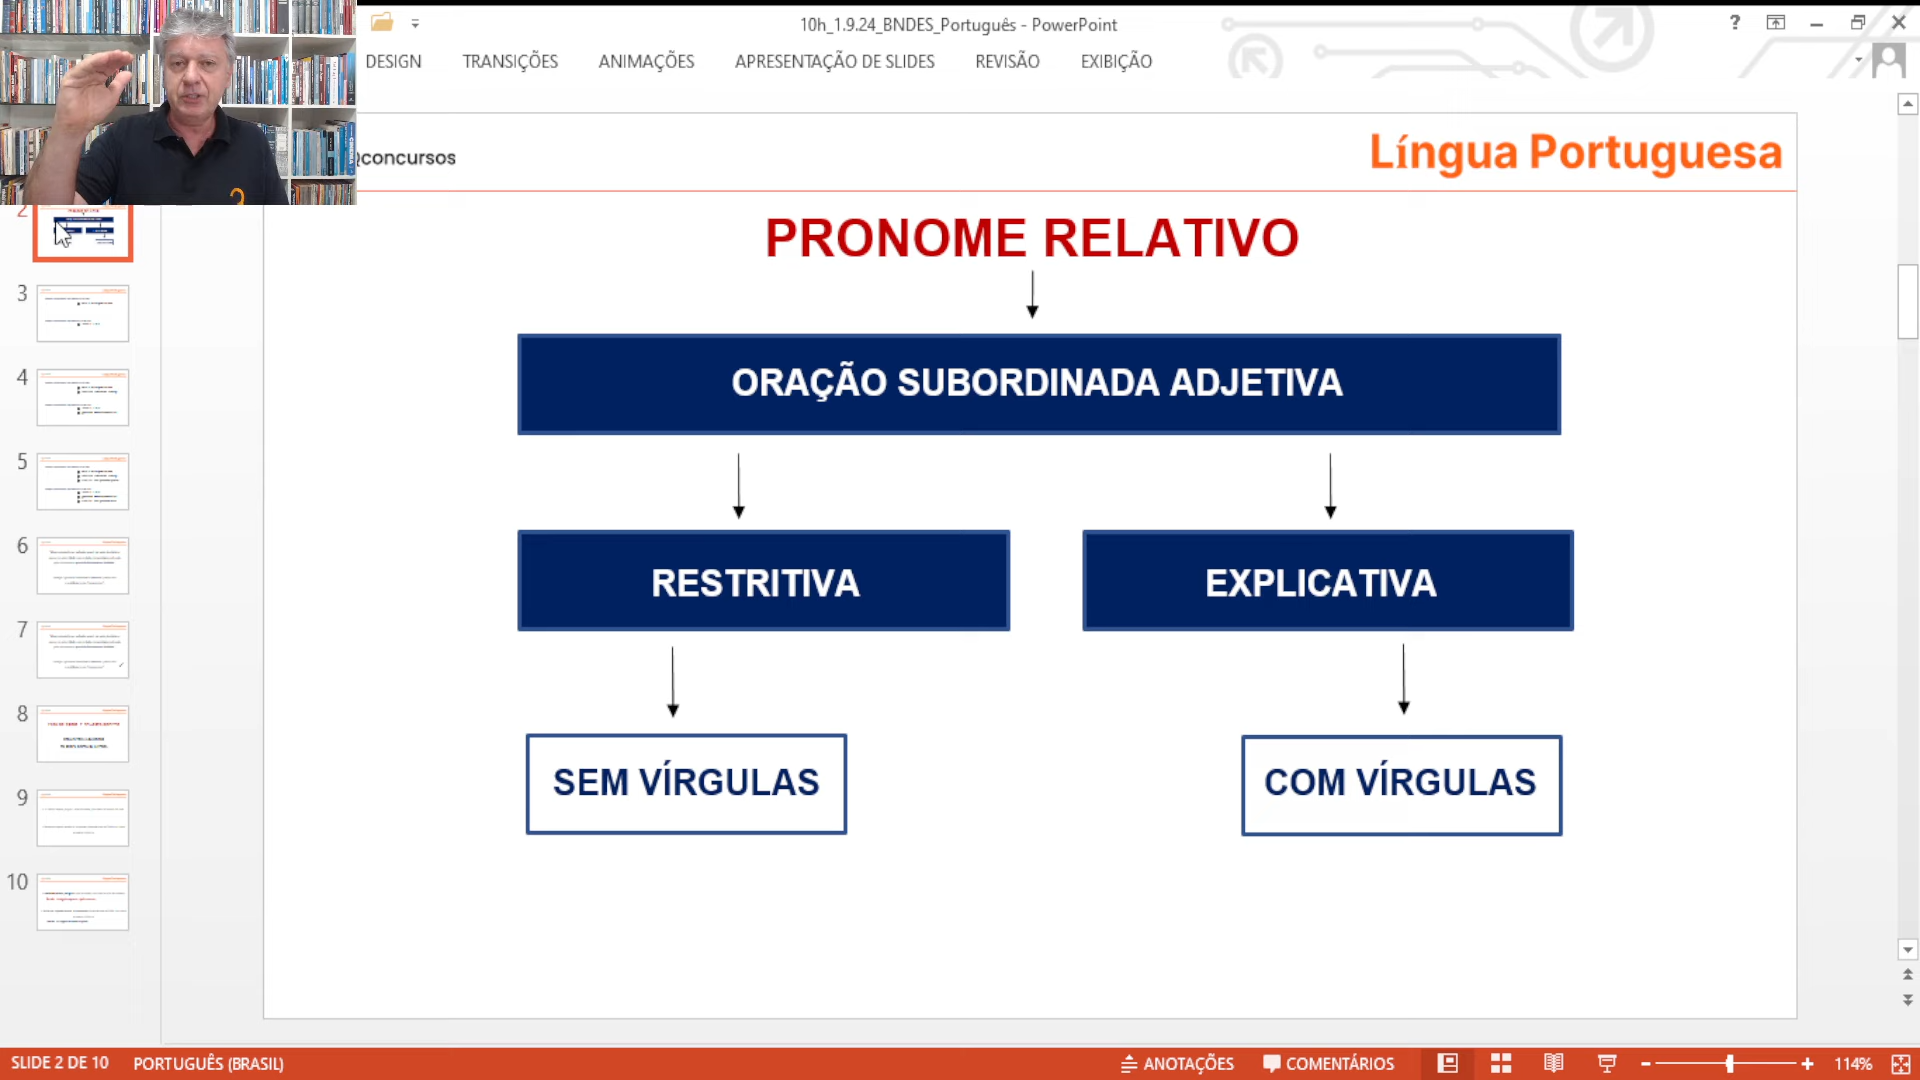 10h_1.9.24_BNDES_Português - PowerPoint
DESIGN TRANSIÇÕES ANIMAÇÕES APRESENTAÇÃO DE SLIDES REVISÃO EXIBIÇÃO
concursos
Língua Portuguesa
PRONOME RELATIVO
ORAÇÃO SUBORDINADA ADJETIVA
RESTRITIVA EXPLICATIVA
SEM VÍRGULAS COM VÍRGULAS
2
3
4
5
6
7
8
9
10
SLIDE 2 DE 10 PORTUGUÊS (BRASIL) ANOTAÇÕES COMENTÁRIOS 114%